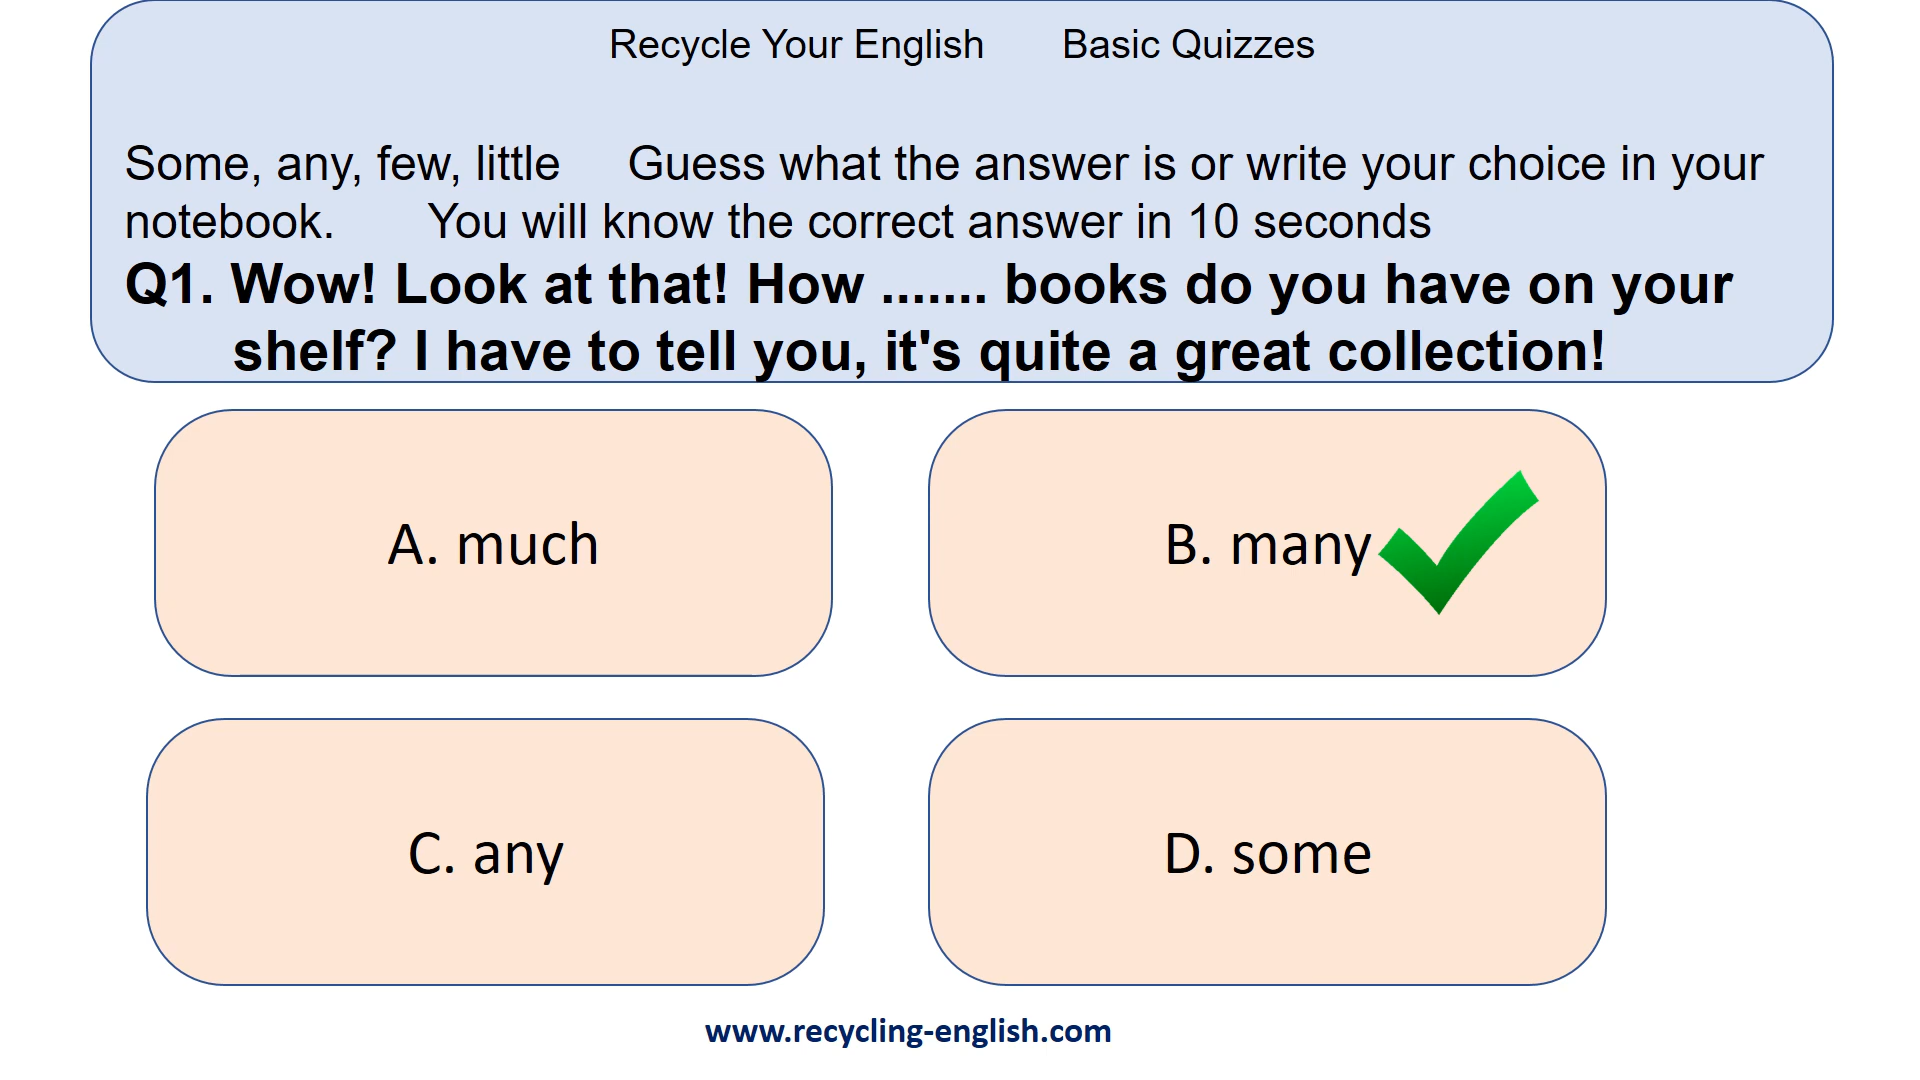 Recycle Your English Basic Quizzes
Some, any, few, little Guess what the answer is or write your choice in your
notebook. You will know the correct answer in 10 seconds
Q1. Wow! Look at that! How ....... books do you have on your
shelf? I have to tell you, it's quite a great collection!
A. much
B. many
C. any
D. some
www.recycling-english.com